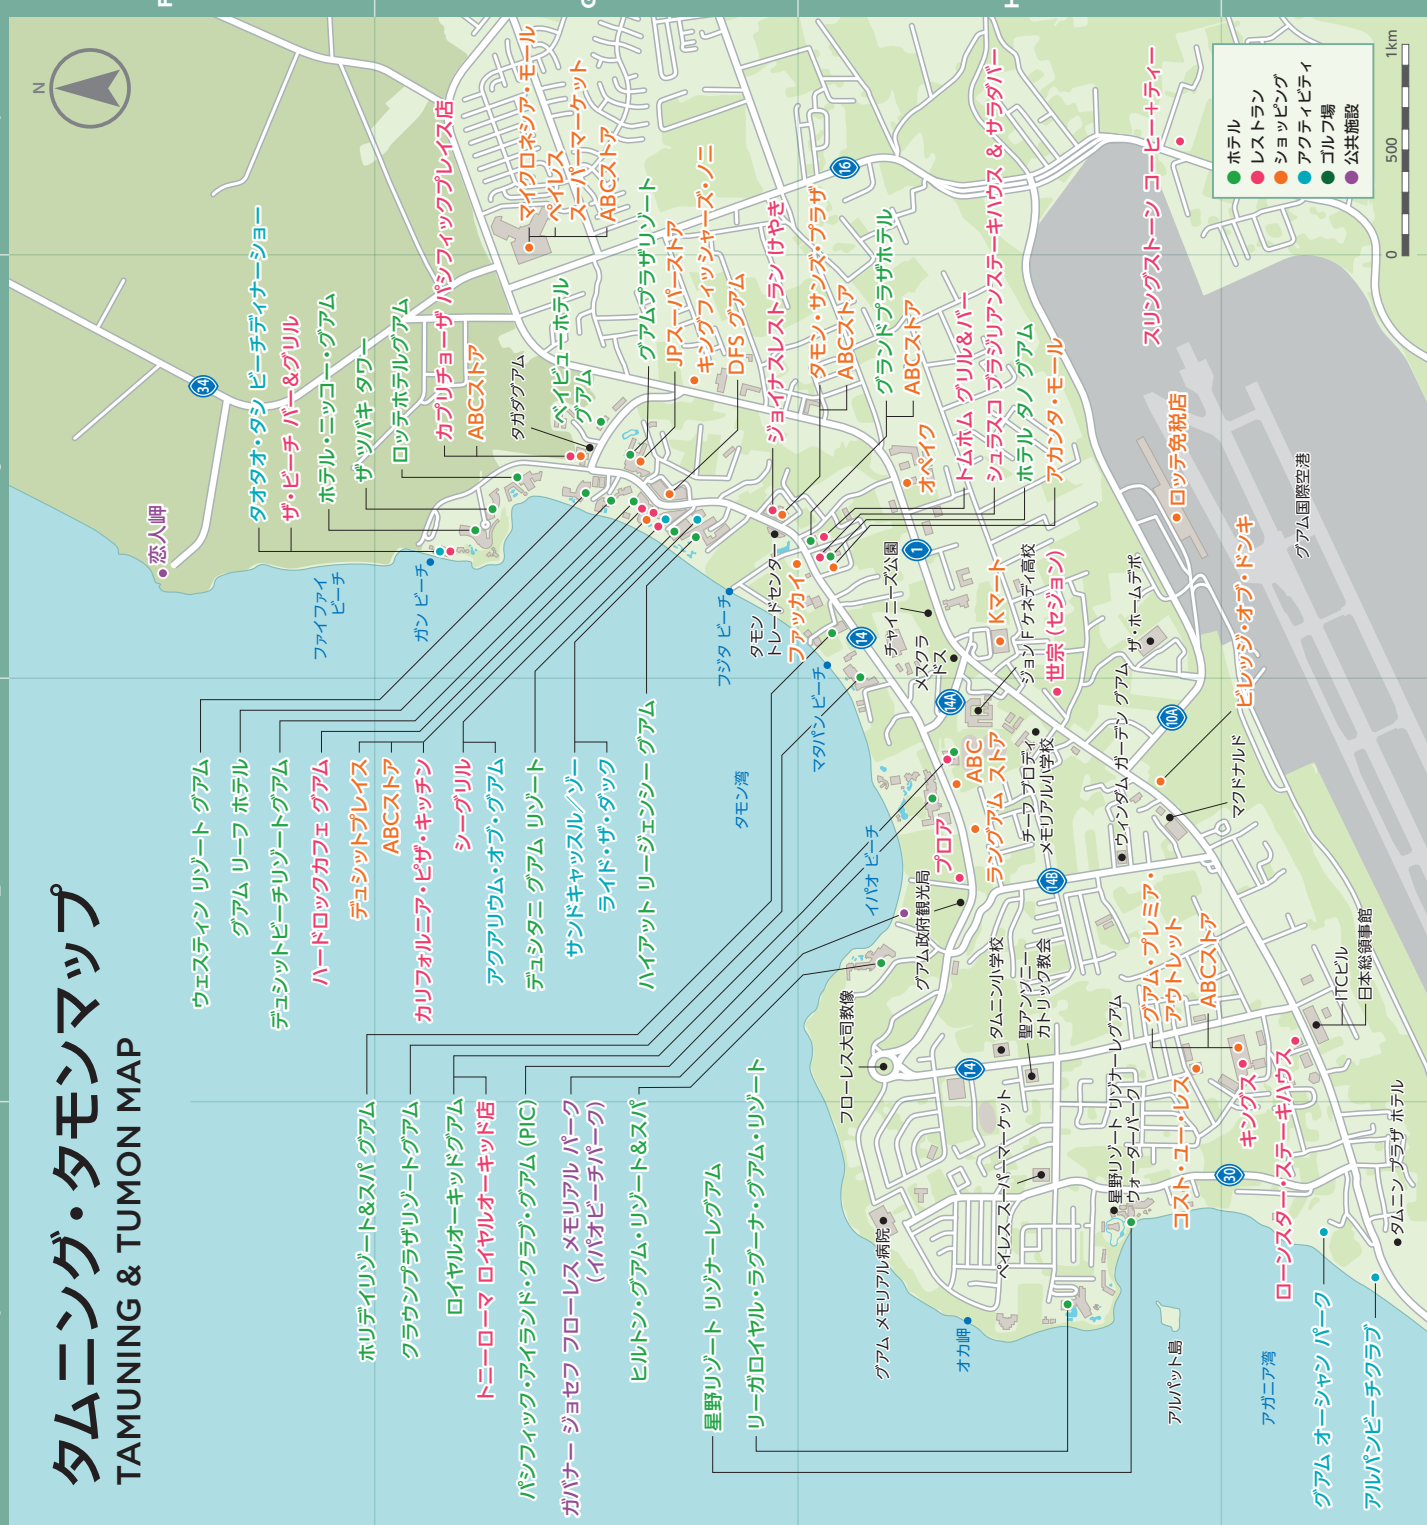 タムニング・タモンマップ
TAMUNING & TUMON MAP
N
F
G
H
ホテル
レストラン
ショッピング
アクティビティ
ゴルフ場
公共施設
0
500
1km
恋人岬
34
タオタオ・タシ ビーチディナーショー
ザ・ビーチ バー&グリル
ホテル・ニッコー・グアム
ザ・ツバキ タワー
ロッテホテルグアム
カプリチョーザ パシフィックプレイス店
ABCストア
タガダグアム
マイクロネシア・モール
ペイレス
スーパーマーケット
ABCストア
ベイビューホテル
グアム
グアムプラザリゾート
JPスーパーストア
キングフィッシャーズ・ノニ
DFS グアム
ジョイナスレストラン けやき
タモン・サンズ・プラザ
ABCストア
グランドプラザホテル
ABCストア
16
オペイク
トムホム グリル&バー
シュラスコ ブラジリアンステーキハウス & サラダバー
ホテル タノ グアム
アカンタ・モール
スリングストーン コーヒー+ティー
ロッテ免税店
グアム国際空港
ファイファイ
ビーチ
ガン ビーチ
フジタ ビーチ
マタパン ビーチ
タモン湾
イパオ ビーチ
タモン
トレードセンター
ファッカイ
14
チャイニーズ公園
1
メスクラ
ドス
Kマート
ジョン F ケネディ高校
世宗 (セジョン)
ザ・ホームデポ
ビレッジ・オブ・ドンキ
14A
10A
ウェスティン リゾート グアム
グアム リーフ ホテル
デュシットビーチリゾートグアム
ハードロックカフェ グアム
デュシットプレイス
ABCストア
カリフォルニア・ピザ・キッチン
シーグリル
アクアリウム・オブ・グアム
デュシタニ グアム リゾート
サンドキャッスル/ゾー
ライド・ザ・ダック
ハイアット リージェンシー グアム
ABC
ストア
ラングアム
プロア
チーフ ブロディ
メモリアル小学校
ウィンダム ガーデン グアム
マクドナルド
14B
グアム政府観光局
タムニン小学校
聖アンソニー
カトリック教会
グアム・プレミア・
アウトレット
ABCストア
ITCビル
日本総領事館
ホリデイリゾート&スパ グアム
クラウンプラザリゾートグアム
ロイヤルオーキッドグアム
トニーローマ ロイヤルオーキッド店
パシフィック・アイランド・クラブ・グアム (PIC)
ガバナー ジョセフ フローレス メモリアル パーク
(イパオビーチパーク)
ヒルトン・グアム・リゾート&スパ
星野リゾート リゾナーレグアム
リーガロイヤル・ラグーナ・グアム・リゾート
フローレス大司教像
14
グアム メモリアル病院
ペイレス スーパーマーケット
星野リゾート リゾナーレグアム
ウォーターパーク
コスト・ユー・レス
キングス
ローンスター・ステーキハウス
30
オカ岬
アルパット島
アガニア湾
グアム オーシャン パーク
アルパンビーチクラブ
タムニン プラザ ホテル